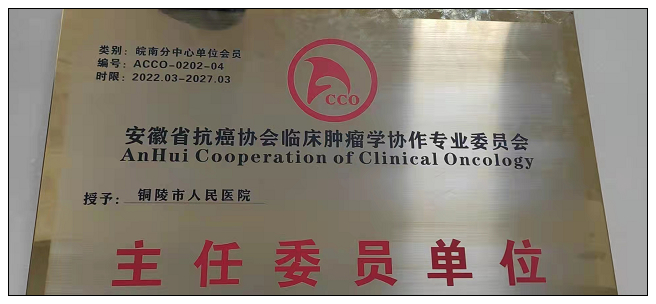 类别：皖南分中心单位会员
编号：ACCO-0202-04
时限：2022.03-2027.03
CCO
安徽省抗癌协会临床肿瘤学协作专业委员会
AnHui Cooperation of Clinical Oncology
授予：铜陵市人民医院
主任委员单位